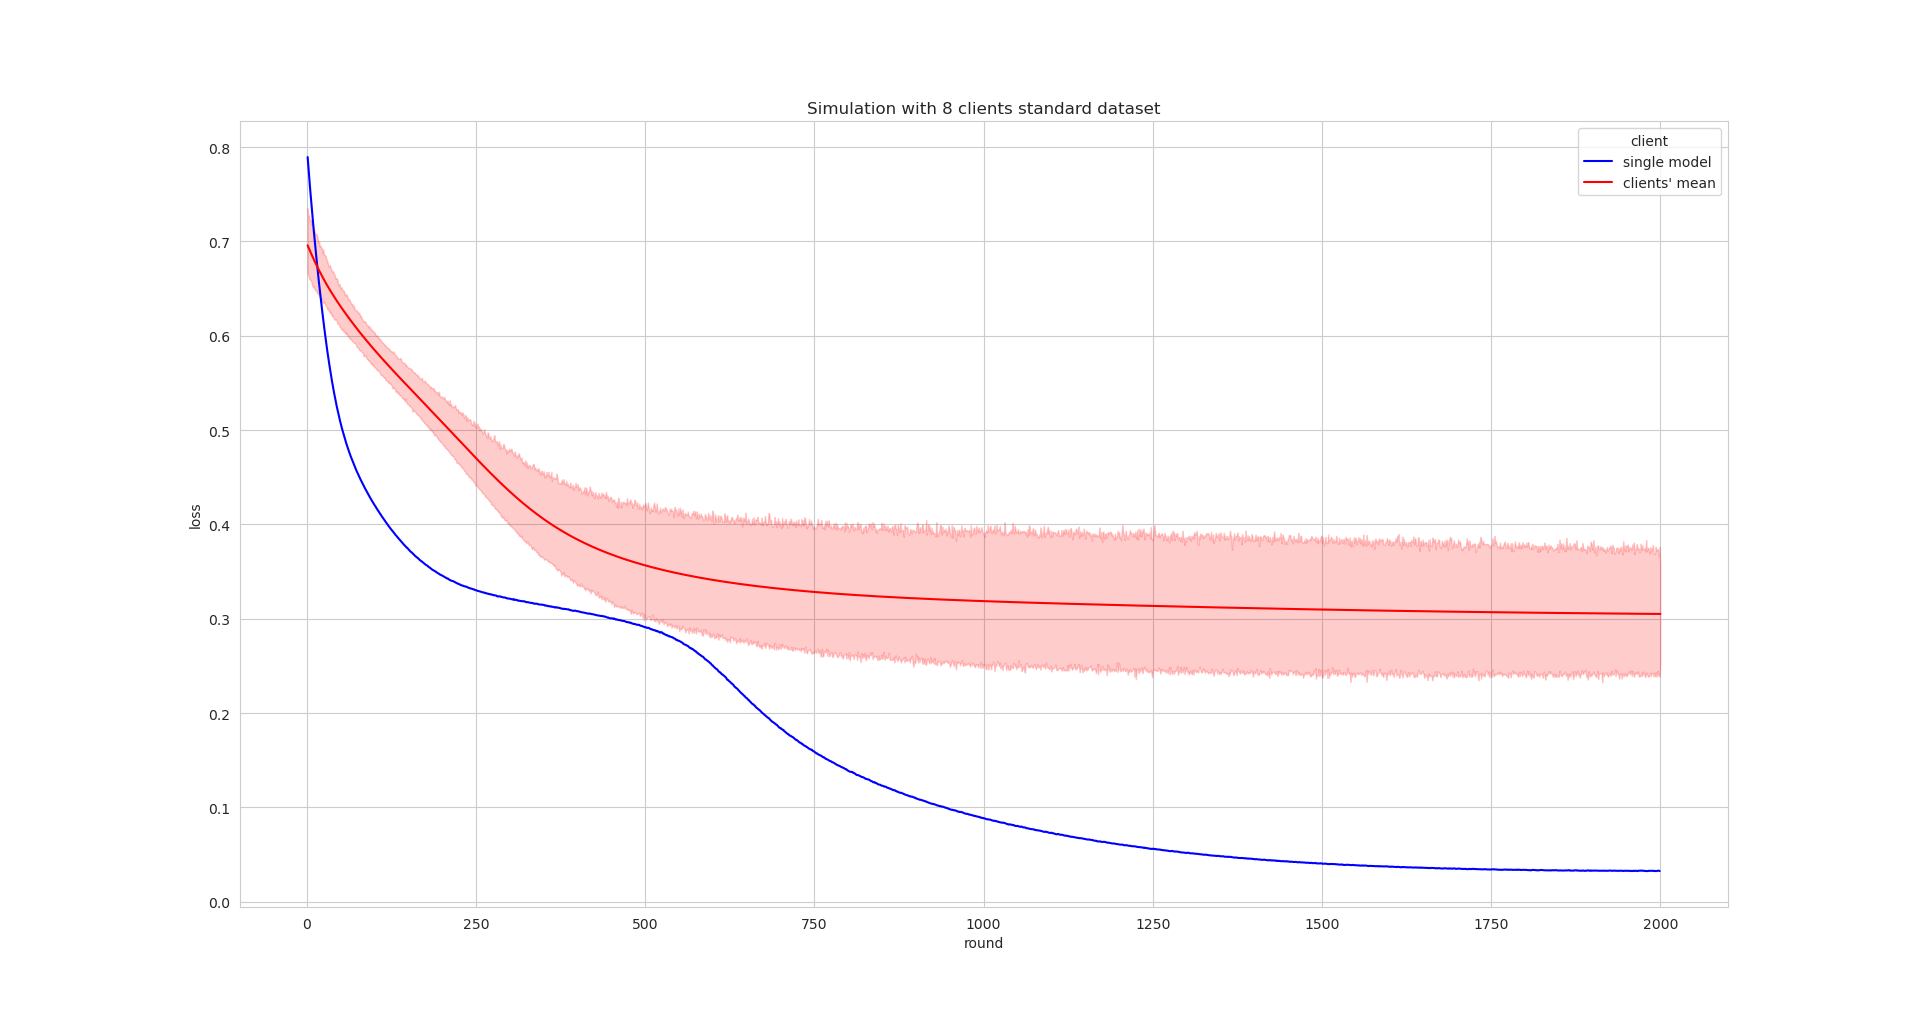 Simulation with 8 clients standard dataset
client
single model
clients' mean
loss
0.8
0.7
0.6
0.5
0.4
0.3
0.2
0.1
0.0
0 250 500 750 1000 1250 1500 1750 2000
round